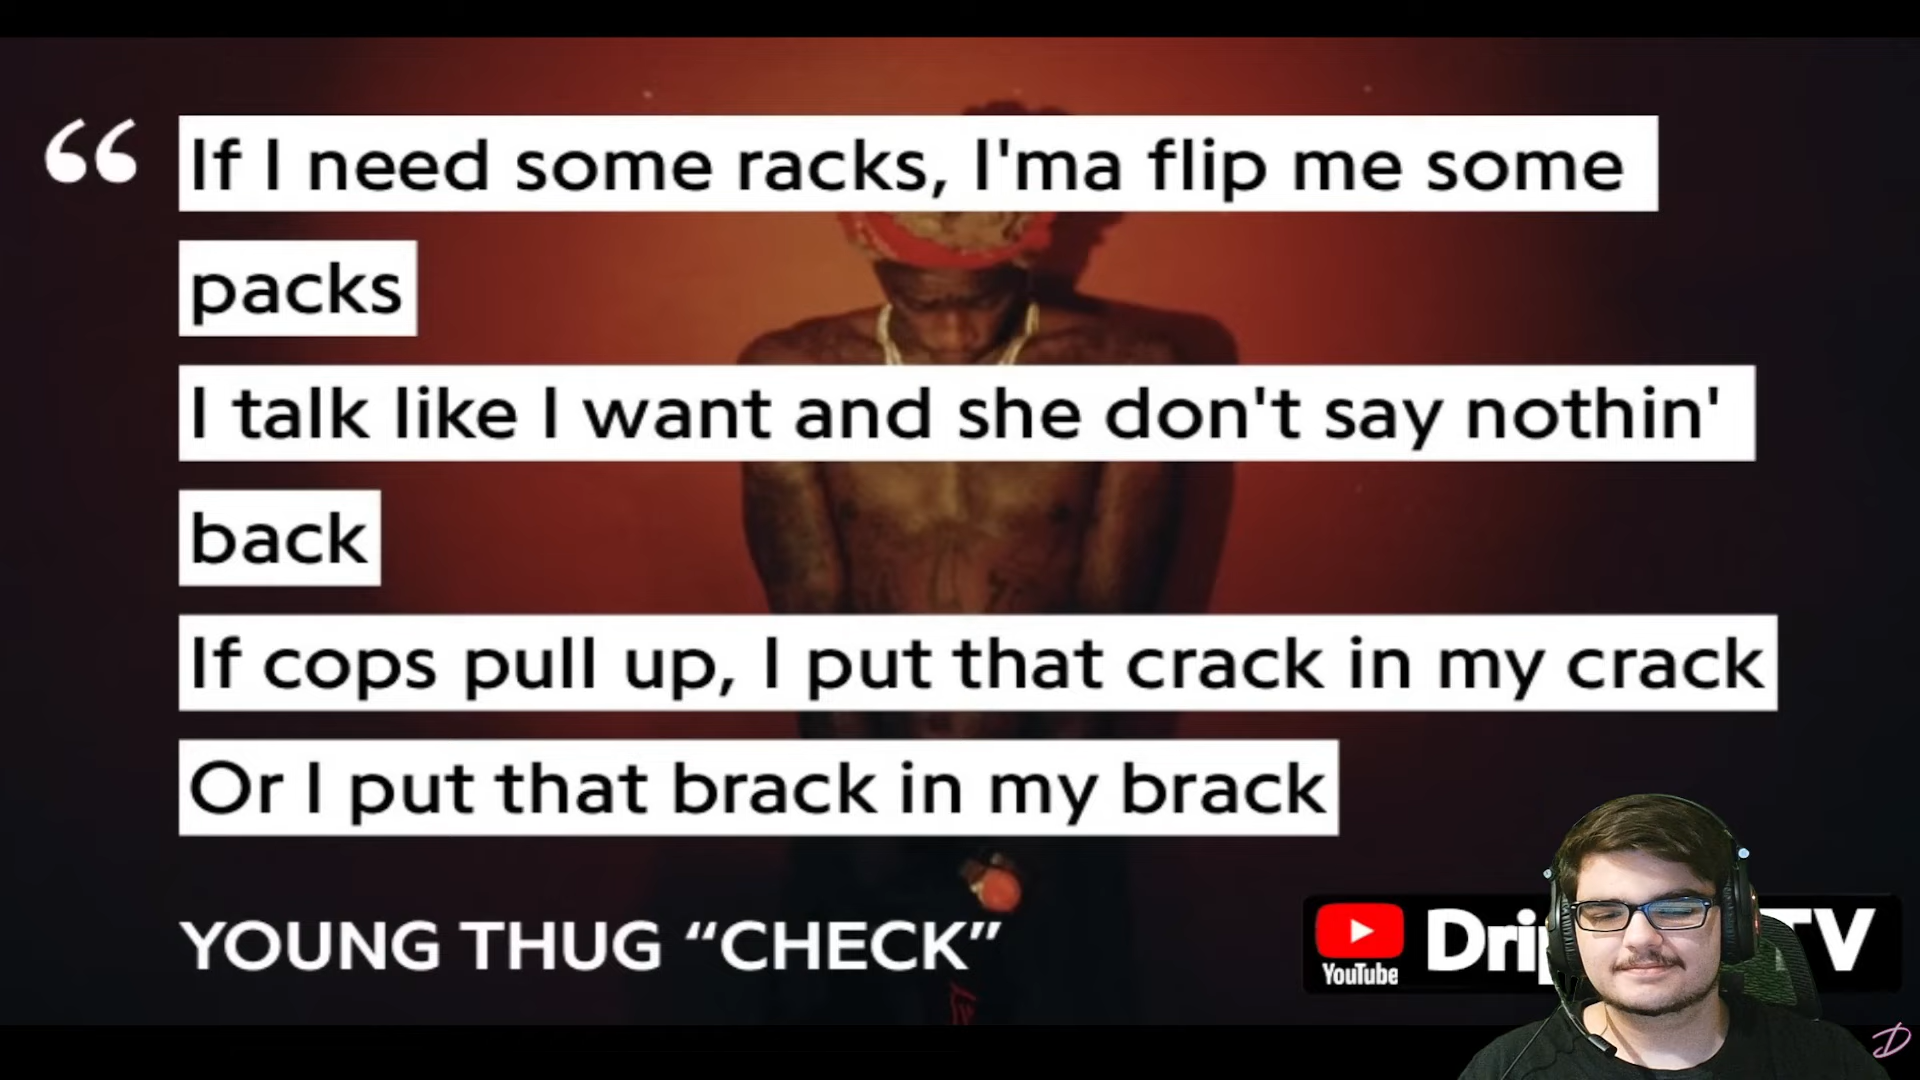 “
If I need some racks, I'ma flip me some
packs
I talk like I want and she don't say nothin'
back
If cops pull up, I put that crack in my crack
Or I put that brack in my brack
YOUNG THUG “CHECK”
YouTube
TV